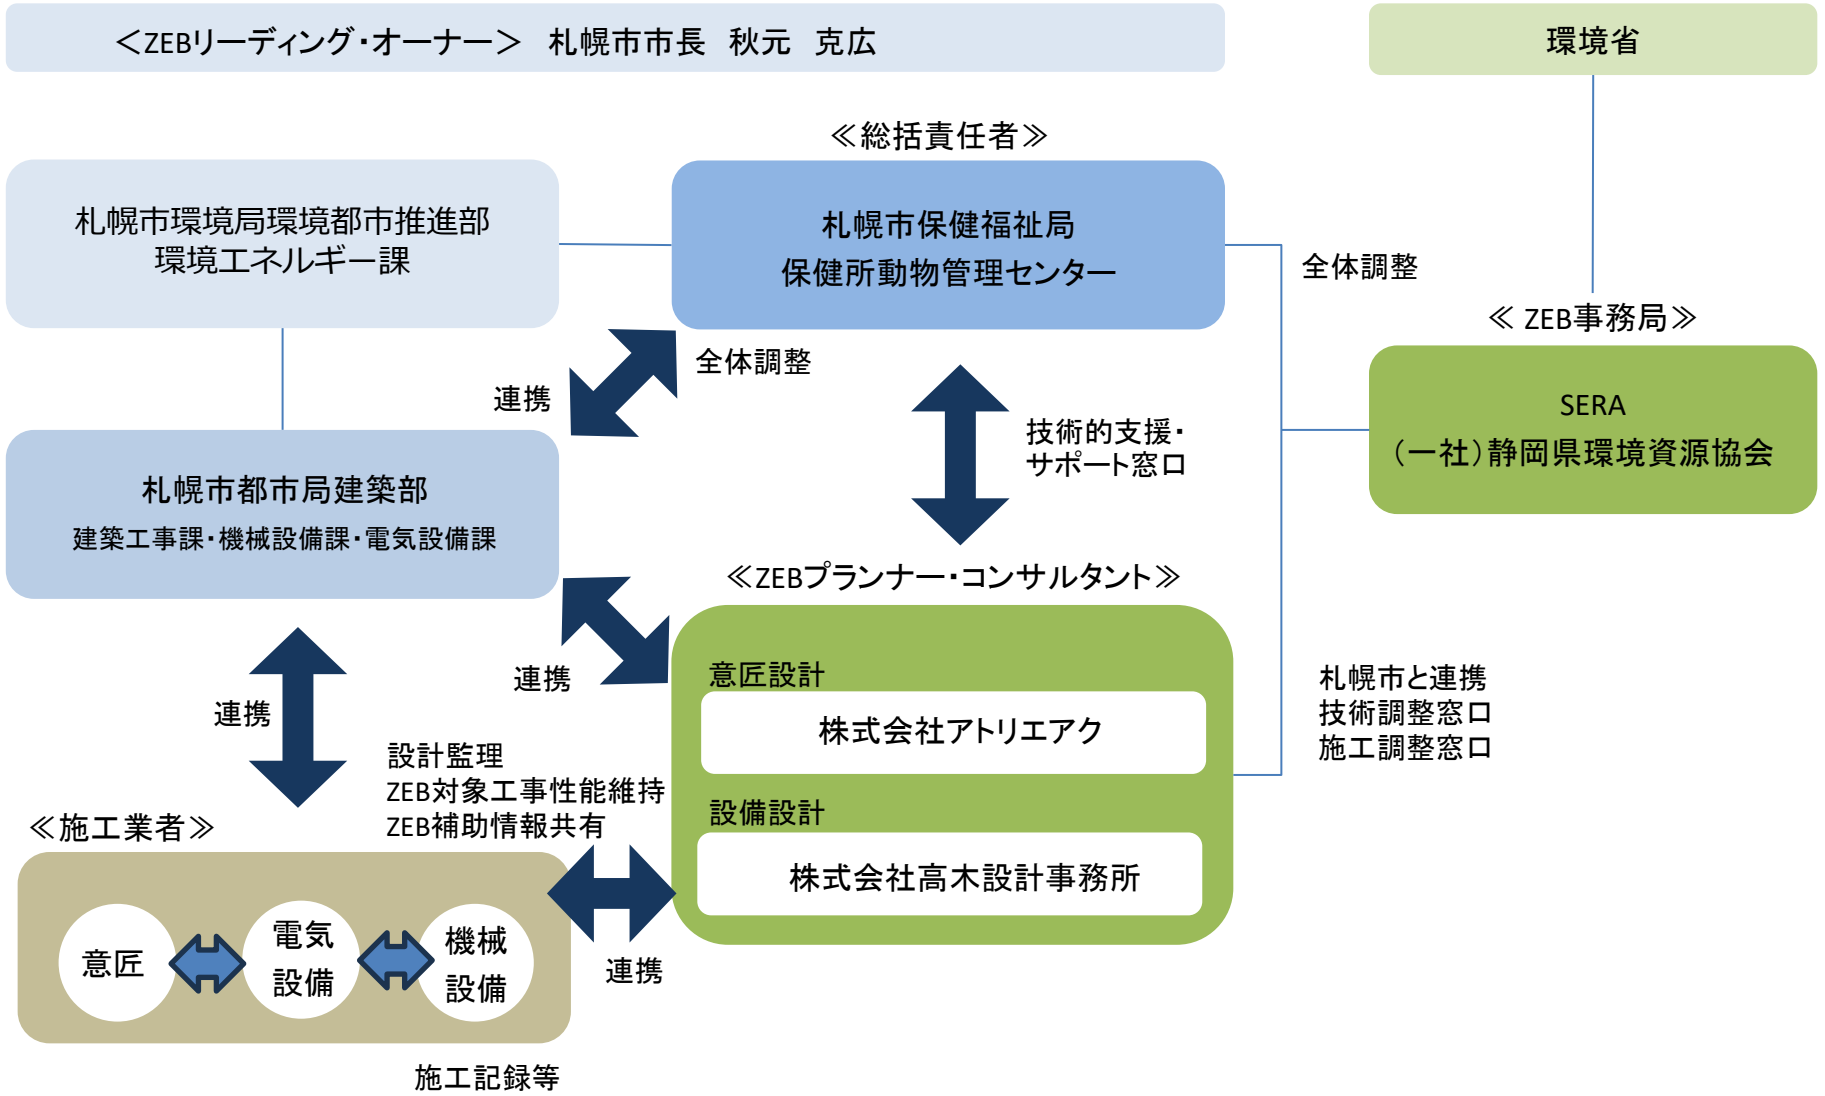 ＜ZEBリーディング・オーナー＞　札幌市市長　秋元　克広
環境省
≪総括責任者≫
札幌市環境局環境都市推進部
環境エネルギー課
札幌市保健福祉局
保健所動物管理センター
全体調整
≪ ZEB事務局≫
SERA
（一社）静岡県環境資源協会
全体調整
連携
技術的支援・
サポート窓口
札幌市都市局建築部
建築工事課・機械設備課・電気設備課
≪ZEBプランナー・コンサルタント≫
連携
連携
意匠設計
株式会社アトリエアク
設備設計
株式会社高木設計事務所
札幌市と連携
技術調整窓口
施工調整窓口
設計監理
ZEB対象工事性能維持
ZEB補助情報共有
≪施工業者≫
意匠
電気
設備
機械
設備
連携
施工記録等